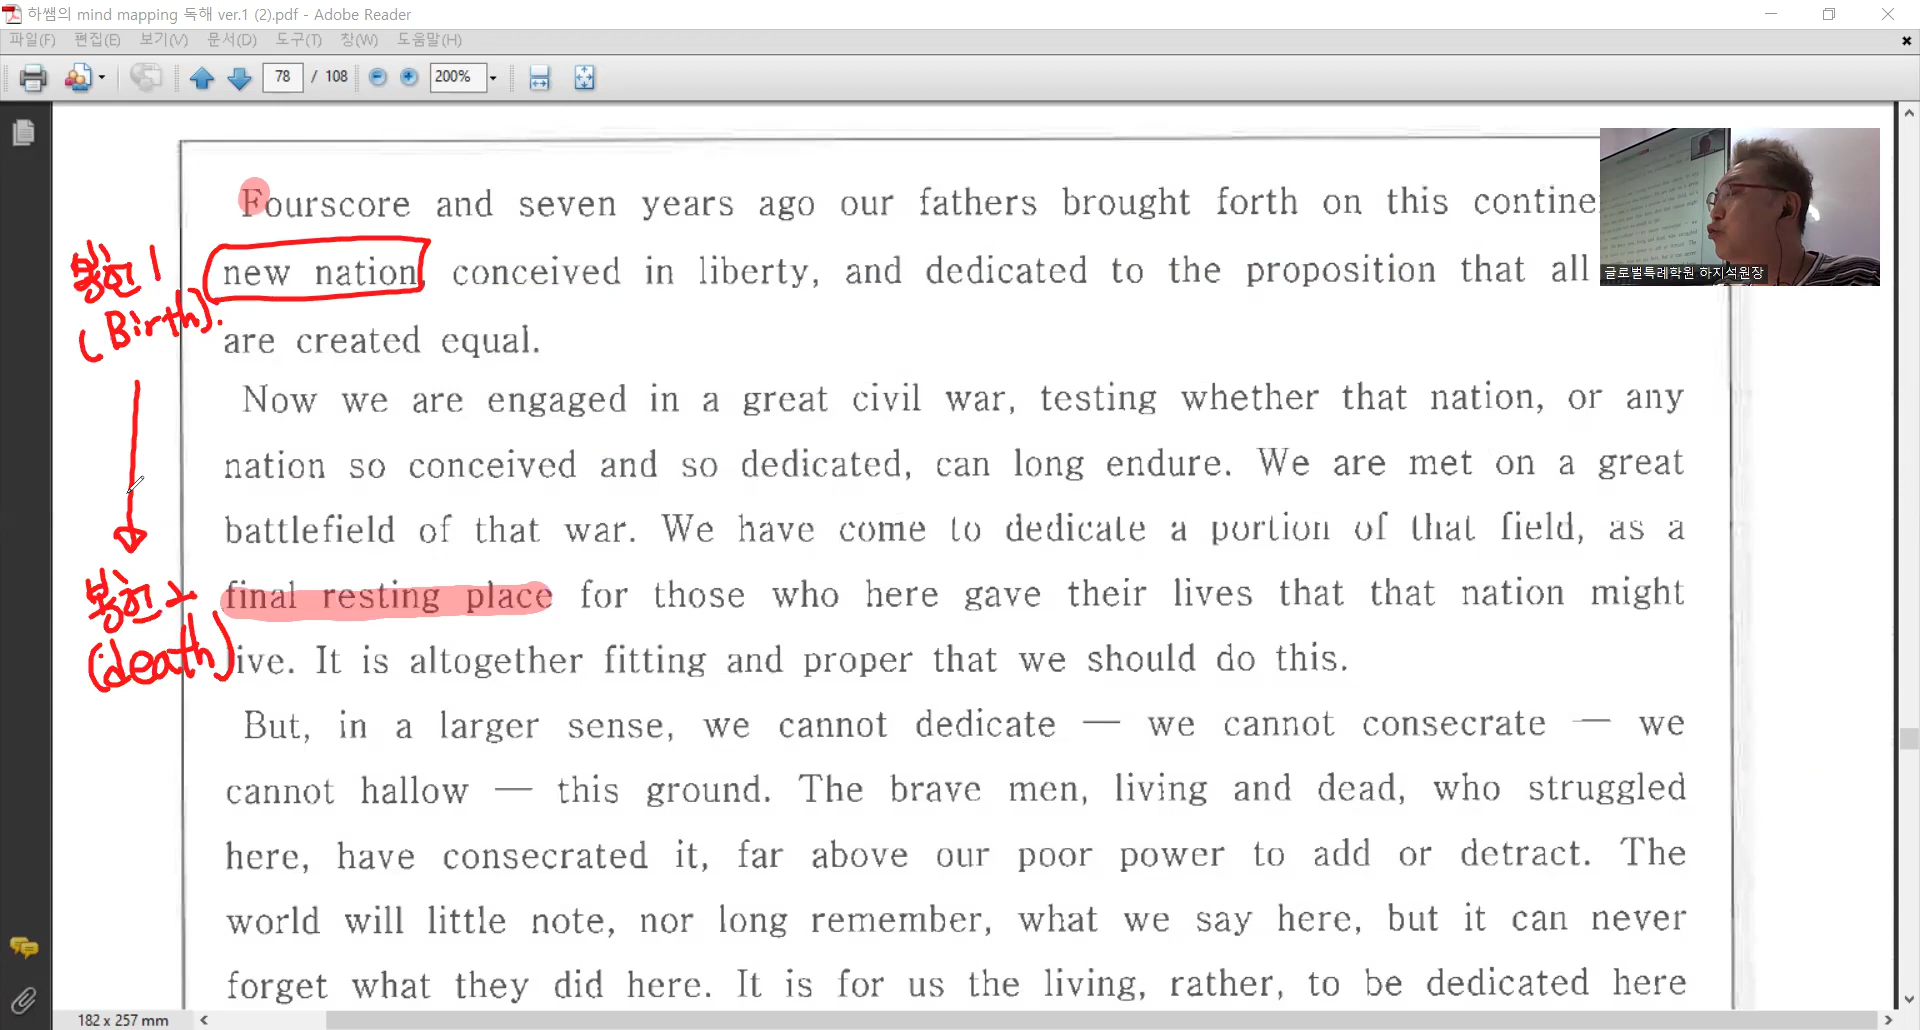 하쌤의 mind mapping 독해 ver.1 (2).pdf - Adobe Reader
파일(F) 편집(E) 보기(V) 문서(D) 도구(T) 창(W) 도움말(H)
78 / 108 200%
Fourscore and seven years ago our fathers brought forth on this contine
new nation conceived in liberty, and dedicated to the proposition that all
are created equal.
봉헌 1
(Birth).
Now we are engaged in a great civil war, testing whether that nation, or any
nation so conceived and so dedicated, can long endure. We are met on a great
battlefield of that war. We have come to dedicate a portion of that field, as a
final resting place for those who here gave their lives that that nation might
live. It is altogether fitting and proper that we should do this.
봉헌 2
(death)
But, in a larger sense, we cannot dedicate — we cannot consecrate — we
cannot hallow — this ground. The brave men, living and dead, who struggled
here, have consecrated it, far above our poor power to add or detract. The
world will little note, nor long remember, what we say here, but it can never
forget what they did here. It is for us the living, rather, to be dedicated here
글로벌특례학원 하지석원장
182 x 257 mm